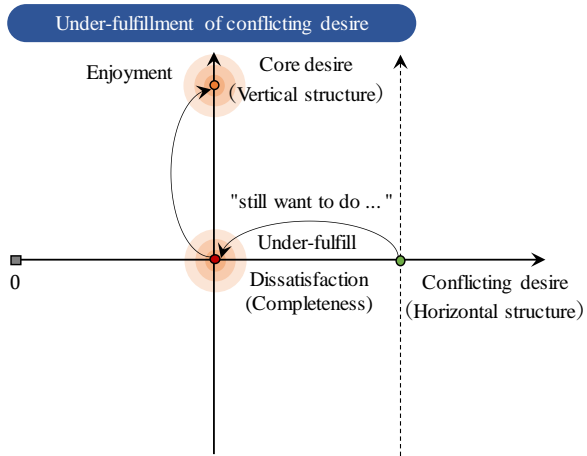 Under-fulfillment of conflicting desire
Enjoyment
Core desire
（Vertical structure）
"still want to do ... "
Under-fulfill
0
Dissatisfaction
(Completeness)
Conflicting desire
（Horizontal structure）